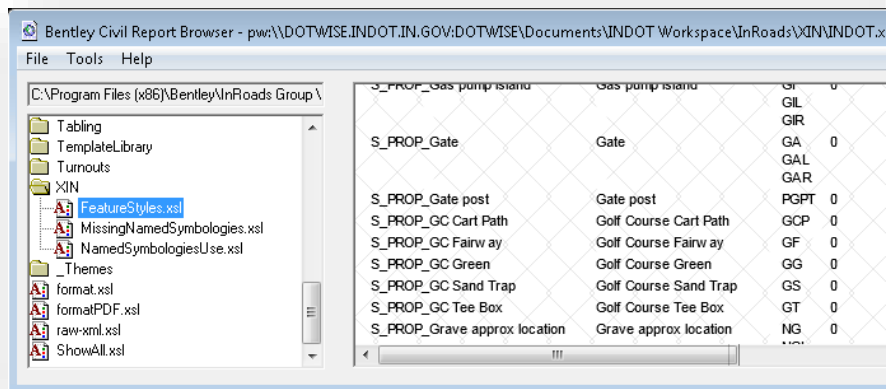 Bentley Civil Report Browser - pw:\\DOTWISE.INDOT.IN.GOV:DOTWISE\Documents\INDOT Workspace\InRoads\XIN\INDOT.x
File Tools Help
C:\Program Files (x86)\Bentley\InRoads Group \
Tabling
TemplateLibrary
Turnouts
XIN
FeatureStyles.xsl
MissingNamedSymbologies.xsl
NamedSymbologiesUse.xsl
_Themes
format.xsl
formatPDF.xsl
raw-xml.xsl
ShowAll.xsl
S_PROP_Gas pump island Gas pump island GI 0
GIL
GIR
S_PROP_Gate Gate GA 0
GAL
GAR
S_PROP_Gate post Gate post PGPT 0
S_PROP_GC Cart Path Golf Course Cart Path GCP 0
S_PROP_GC Fairway Golf Course Fairway GF 0
S_PROP_GC Green Golf Course Green GG 0
S_PROP_GC Sand Trap Golf Course Sand Trap GS 0
S_PROP_GC Tee Box Golf Course Tee Box GT 0
S_PROP_Grave approx location Grave approx location NG 0